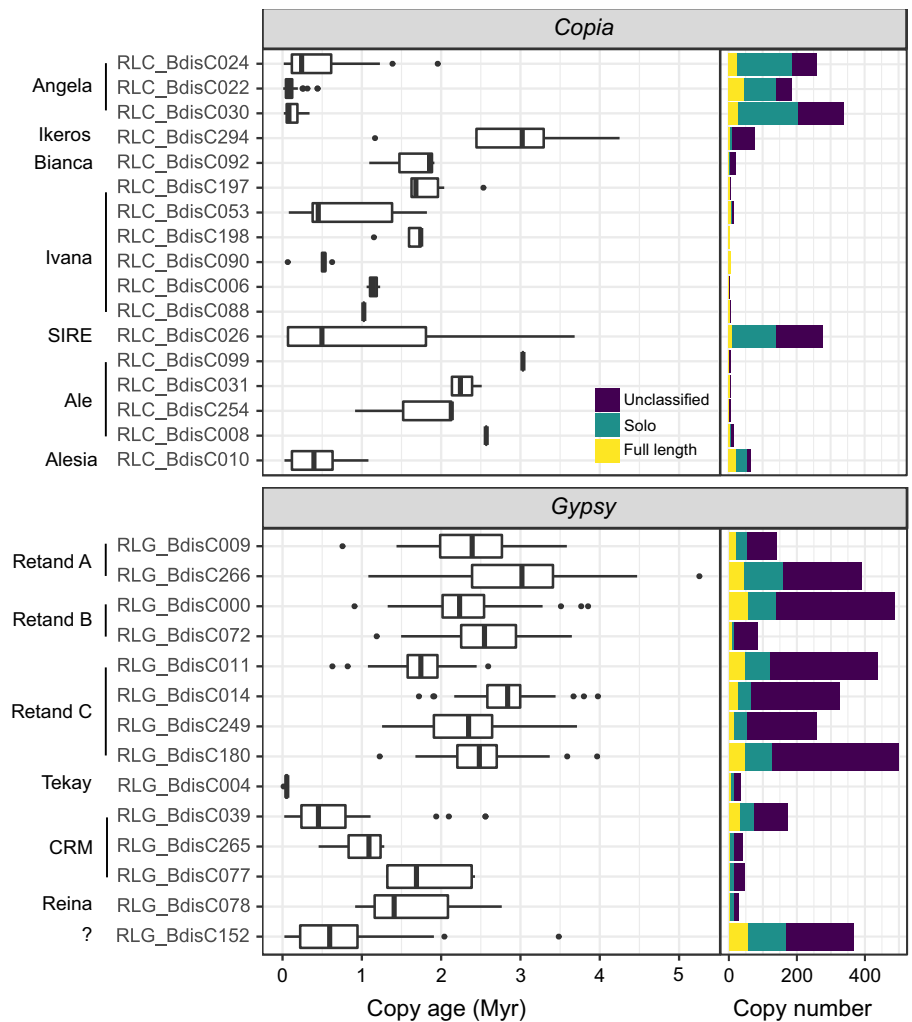 Copia
Angela
RLC_BdisC024
RLC_BdisC022
RLC_BdisC030
Ikeros RLC_BdisC294
Bianca RLC_BdisC092
Ivana
RLC_BdisC197
RLC_BdisC053
RLC_BdisC198
RLC_BdisC090
RLC_BdisC006
RLC_BdisC088
SIRE RLC_BdisC026
Ale
RLC_BdisC099
RLC_BdisC031
RLC_BdisC254
RLC_BdisC008
Alesia RLC_BdisC010
Unclassified
Solo
Full length
Gypsy
Retand A
RLG_BdisC009
RLG_BdisC266
Retand B
RLG_BdisC000
RLG_BdisC072
Retand C
RLG_BdisC011
RLG_BdisC014
RLG_BdisC249
RLG_BdisC180
Tekay RLG_BdisC004
CRM
RLG_BdisC039
RLG_BdisC265
RLG_BdisC077
Reina RLG_BdisC078
? RLG_BdisC152
0 1 2 3 4 5
0 200 400
Copy age (Myr)
Copy number